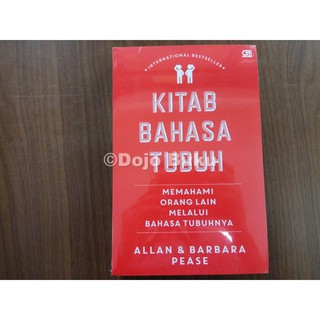 • INTERNATIONAL BESTSELLER •
KITAB
BAHASA
TUBUH
©Dojo Buku
MEMAHAMI
ORANG LAIN
MELALUI
BAHASA TUBUHNYA
ALLAN & BARBARA
PEASE